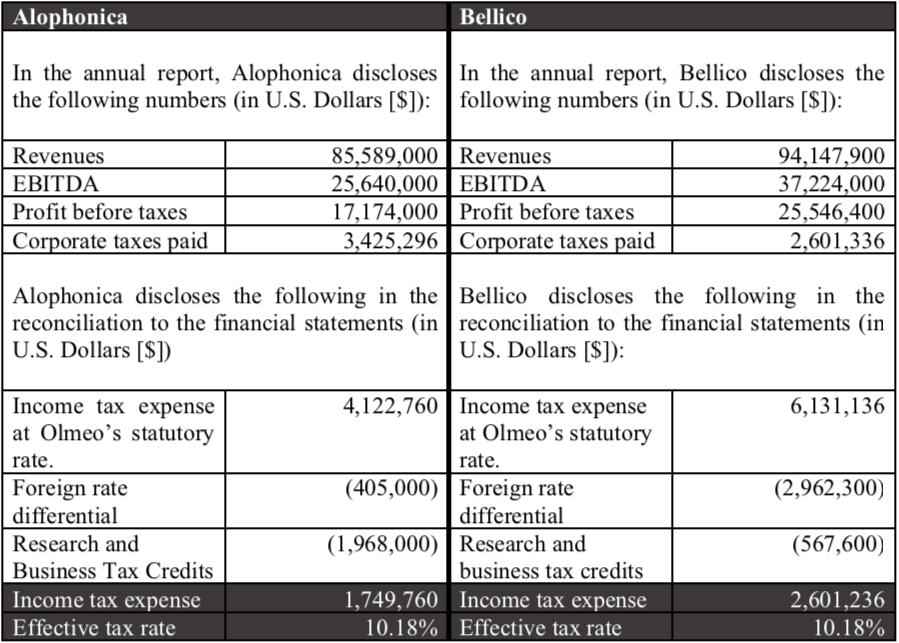 Alophonica
Bellico
In the annual report, Alophonica discloses
the following numbers (in U.S. Dollars [$]):
In the annual report, Bellico discloses the
following numbers (in U.S. Dollars [$]):
Revenues 85,589,000 Revenues 94,147,900
EBITDA 25,640,000 EBITDA 37,224,000
Profit before taxes 17,174,000 Profit before taxes 25,546,400
Corporate taxes paid 3,425,296 Corporate taxes paid 2,601,336
Alophonica discloses the following in the
reconciliation to the financial statements (in
U.S. Dollars [$])
Bellico discloses the following in the
reconciliation to the financial statements (in
U.S. Dollars [$]):
Income tax expense 4,122,760
at Olmeo’s statutory
rate.
Income tax expense 6,131,136
at Olmeo’s statutory
rate.
Foreign rate (405,000)
differential
Foreign rate (2,962,300)
differential
Research and (1,968,000)
Business Tax Credits
Research and (567,600)
business tax credits
Income tax expense 1,749,760 Income tax expense 2,601,236
Effective tax rate 10.18% Effective tax rate 10.18%